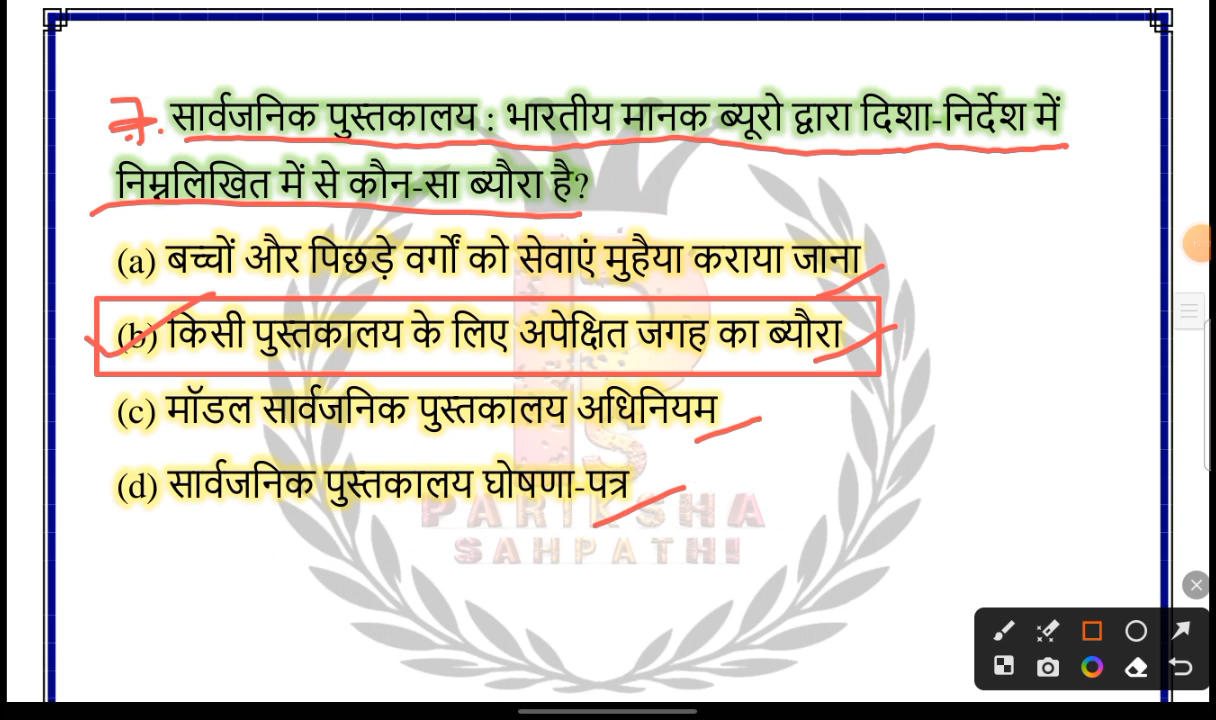 7. सार्वजनिक पुस्तकालय : भारतीय मानक ब्यूरो द्वारा दिशा-निर्देश में
निम्नलिखित में से कौन-सा ब्यौरा है?
(a) बच्चों और पिछड़े वर्गों को सेवाएं मुहैया कराया जाना
(b) किसी पुस्तकालय के लिए अपेक्षित जगह का ब्यौरा
(c) मॉडल सार्वजनिक पुस्तकालय अधिनियम
(d) सार्वजनिक पुस्तकालय घोषणा-पत्र
PARIKSHA
SAHPATHI